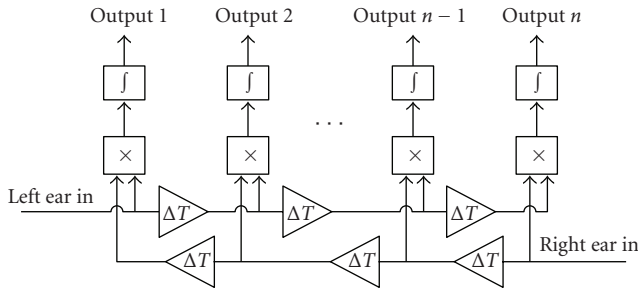 Output 1 Output 2 Output n − 1 Output n
∫ ∫ ∫ ∫
. . .
× × × ×
Left ear in
ΔT ΔT ΔT
Right ear in
ΔT ΔT ΔT